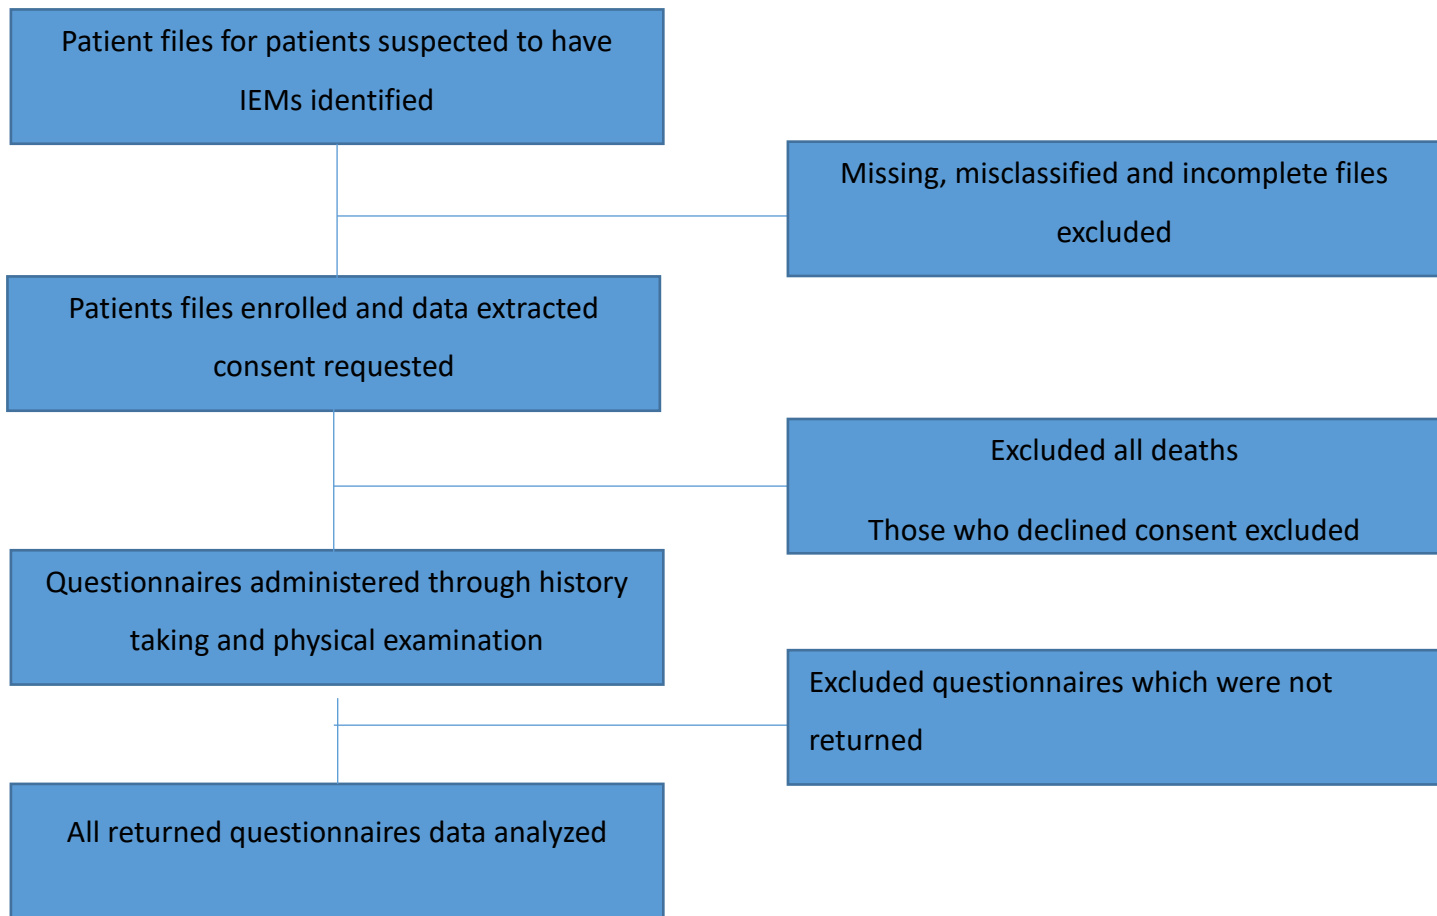 Patient files for patients suspected to have
IEMs identified
Missing, misclassified and incomplete files
excluded
Patients files enrolled and data extracted
consent requested
Excluded all deaths
Those who declined consent excluded
Questionnaires administered through history
taking and physical examination
Excluded questionnaires which were not
returned
All returned questionnaires data analyzed